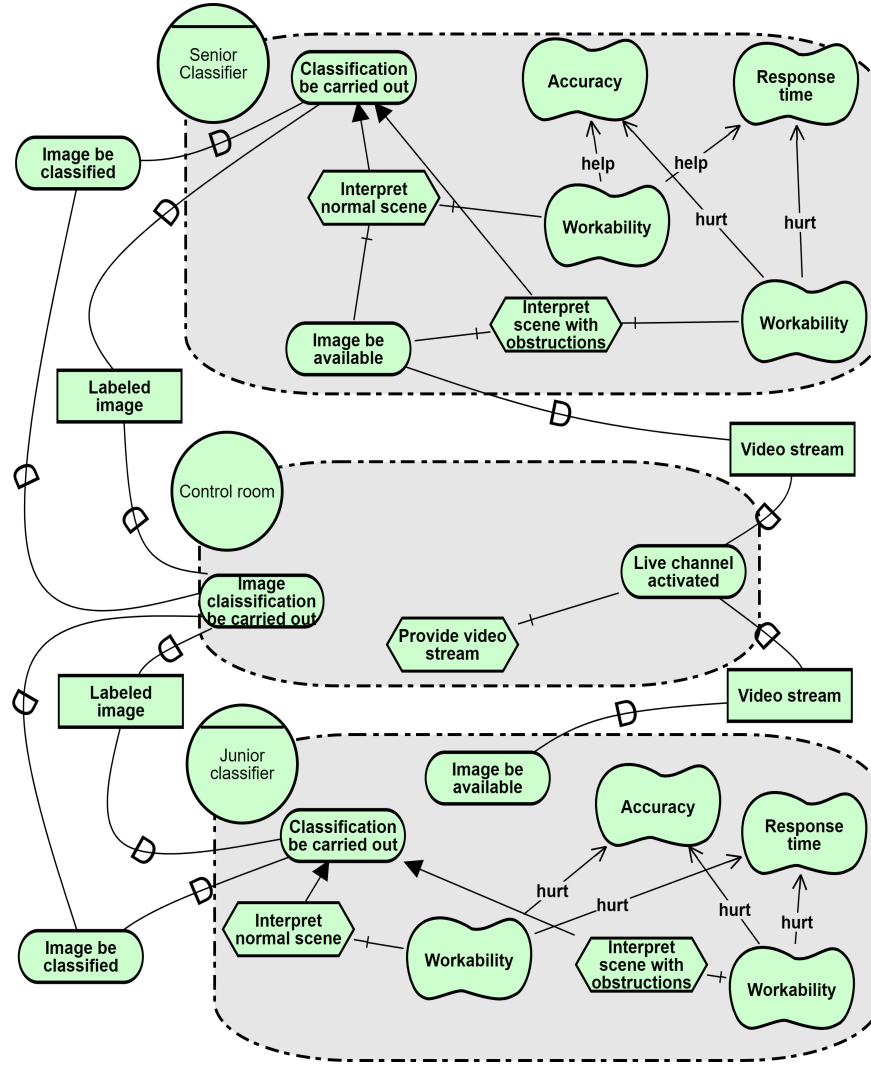 Senior
Classifier
Classification
be carried out
Accuracy
Response
time
D
Image be
classified
help
help
Interpret
normal scene
D
Workability
hurt
hurt
Interpret
scene with
obstructions
Workability
Image be
available
Labeled
image
D
Video stream
Control room
D
D
D
Live channel
activated
Image
claissification
be carried out
Provide video
stream
D
D
Labeled
image
D
Video stream
D
Junior
classifier
Image be
available
Accuracy
Classification
be carried out
Response
time
D
D
hurt
hurt
hurt
hurt
Interpret
normal scene
Image be
classified
Workability
Interpret
scene with
obstructions
Workability